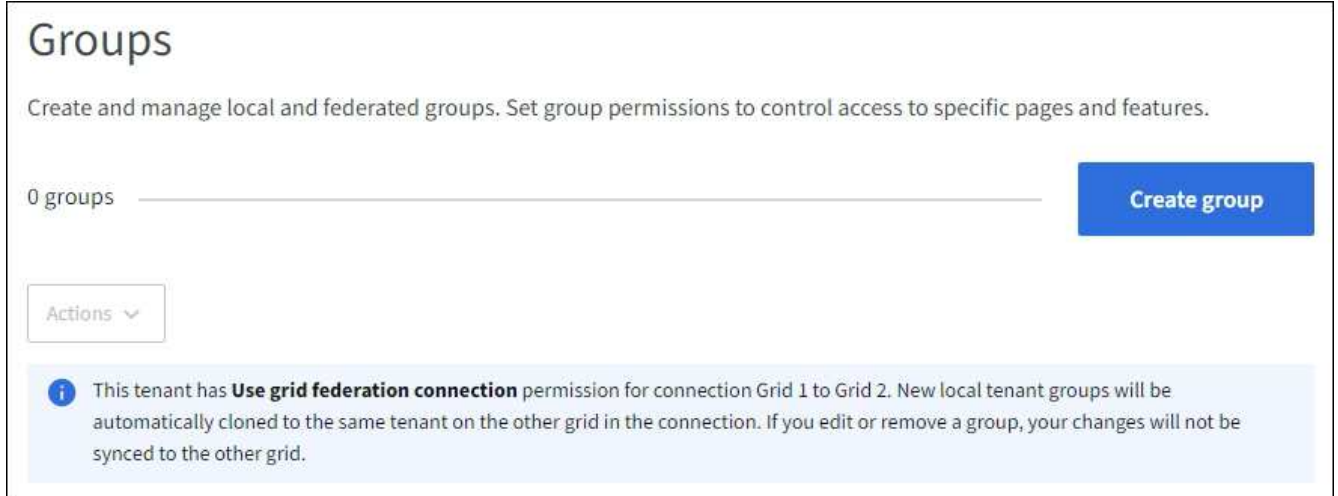 Groups
Create and manage local and federated groups. Set group permissions to control access to specific pages and features.
0 groups
Create group
Actions
This tenant has Use grid federation connection permission for connection Grid 1 to Grid 2. New local tenant groups will be
automatically cloned to the same tenant on the other grid in the connection. If you edit or remove a group, your changes will not be
synced to the other grid.